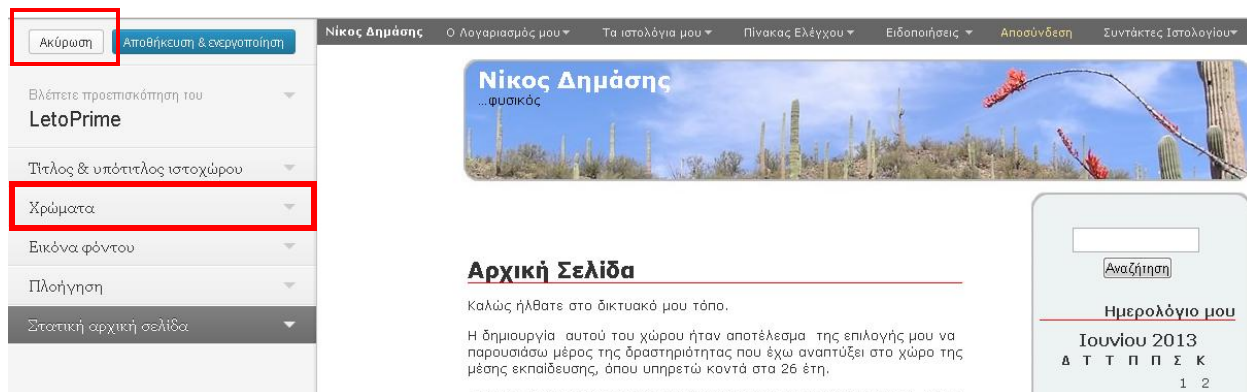 Ακύρωση
Αποθήκευση & ενεργοποίηση
Βλέπετε προεπισκόπηση του
LetoPrime
Τίτλος & υπότιτλος ιστοχώρου
Χρώματα
Εικόνα φόντου
Πλοήγηση
Στατική αρχική σελίδα
Νίκος Δημάσης
Ο Λογαριασμός μου
Τα ιστολόγια μου
Πίνακας Ελέγχου
Ειδοποιήσεις
Αποσύνδεση
Συντάκτες Ιστολογίου
Νίκος Δημάσης
...φυσικός
Αρχική Σελίδα
Καλώς ήλθατε στο δικτυακό μου τόπο.
Η δημιουργία αυτού του χώρου ήταν αποτέλεσμα της επιλογής μου να
παρουσιάσω μέρος της δραστηριότητας που έχω αναπτύξει στο χώρο της
μέσης εκπαίδευσης, όπου υπηρετώ κοντά στα 26 έτη.
Αναζήτηση
Ημερολόγιο μου
Ιουνίου 2013
Δ Τ Τ Π Π Σ Κ
1 2